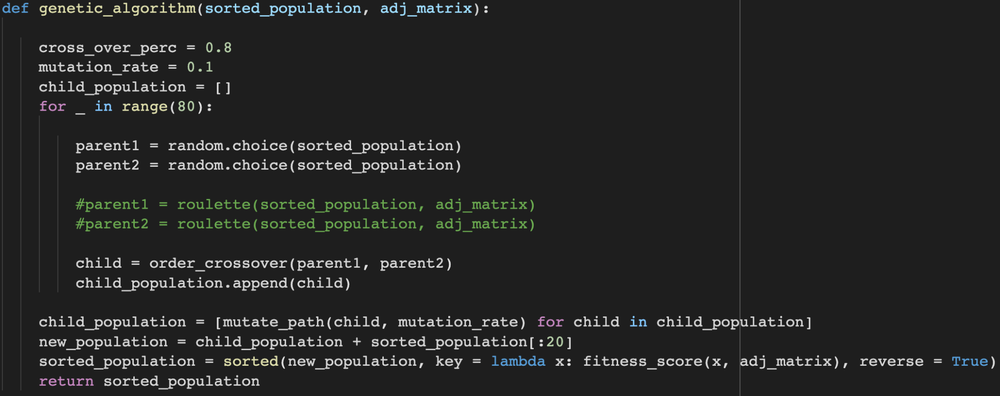 def genetic_algorithm(sorted_population, adj_matrix):
cross_over_perc = 0.8
mutation_rate = 0.1
child_population = []
for _ in range(80):
parent1 = random.choice(sorted_population)
parent2 = random.choice(sorted_population)
#parent1 = roulette(sorted_population, adj_matrix)
#parent2 = roulette(sorted_population, adj_matrix)
child = order_crossover(parent1, parent2)
child_population.append(child)
child_population = [mutate_path(child, mutation_rate) for child in child_population]
new_population = child_population + sorted_population[:20]
sorted_population = sorted(new_population, key = lambda x: fitness_score(x, adj_matrix), reverse = True)
return sorted_population